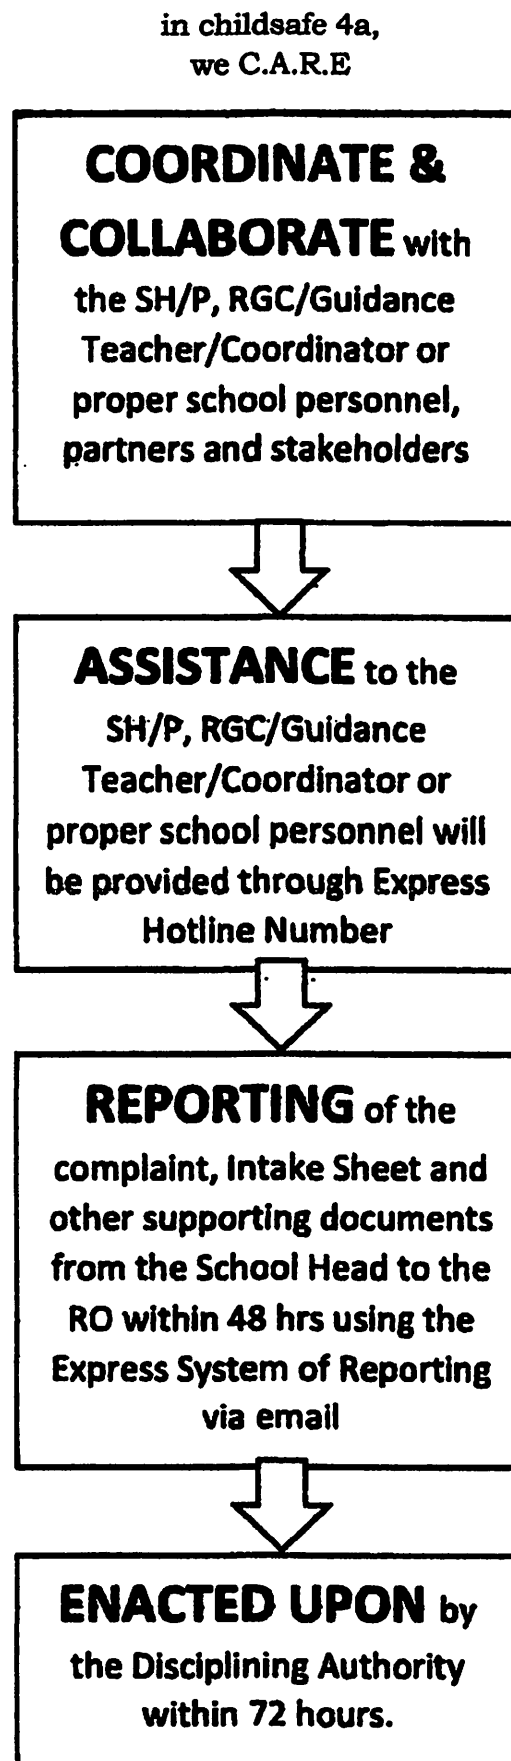 in childsafe 4a,
we C.A.R.E
COORDINATE &
COLLABORATE with
the SH/P, RGC/Guidance
Teacher/Coordinator or
proper school personnel,
partners and stakeholders
ASSISTANCE to the
SH/P, RGC/Guidance
Teacher/Coordinator or
proper school personnel will
be provided through Express
Hotline Number
REPORTING of the
complaint, Intake Sheet and
other supporting documents
from the School Head to the
RO within 48 hrs using the
Express System of Reporting
via email
ENACTED UPON by
the Disciplining Authority
within 72 hours.